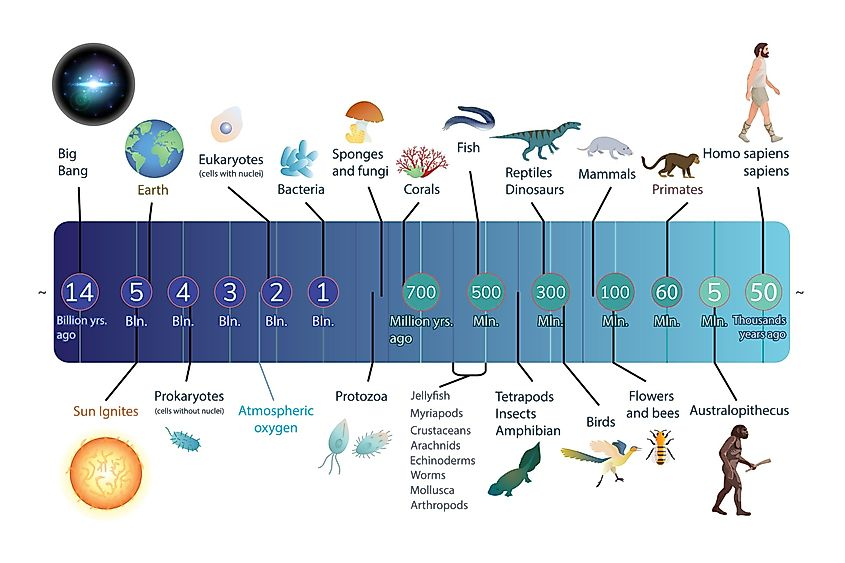 Big
Bang
Earth
Eukaryotes
(cells with nuclei)
Bacteria
Sponges
and fungi
Corals
Fish
Reptiles
Dinosaurs
Mammals
Primates
Homo sapiens
sapiens
~
14
Billion yrs.
ago
5
Bln.
4
Bln.
3
Bln.
2
Bln.
1
Bln.
700
Million yrs.
ago
500
Mln.
300
Mln.
100
Mln.
60
Mln.
5
Mln.
50
Thousands
years ago
~
Sun Ignites
Prokaryotes
(cells without nuclei)
Atmospheric
oxygen
Protozoa
Jellyfish
Myriapods
Crustaceans
Arachnids
Echinoderms
Worms
Mollusca
Arthropods
Tetrapods
Insects
Amphibian
Birds
Flowers
and bees
Australopithecus